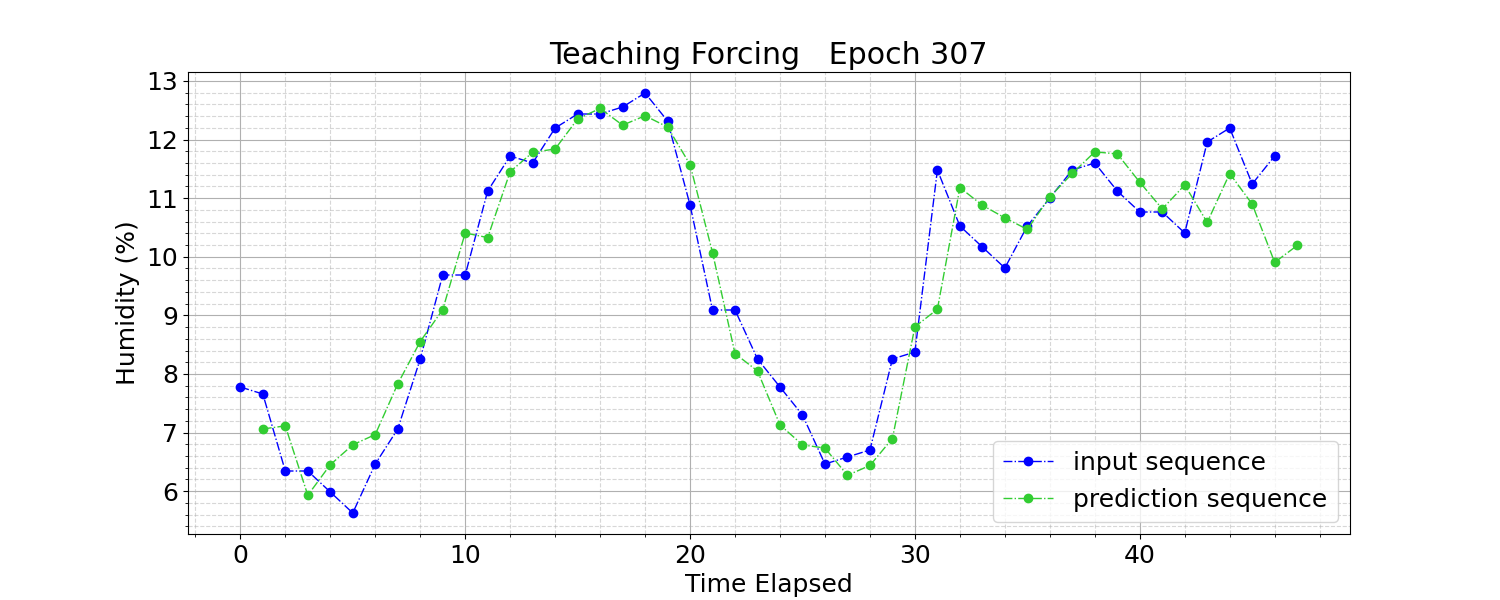 Teaching Forcing   Epoch 307
13
12
11
10
9
8
7
6
Humidity (%)
input sequence
prediction sequence
0 10 20 30 40
Time Elapsed